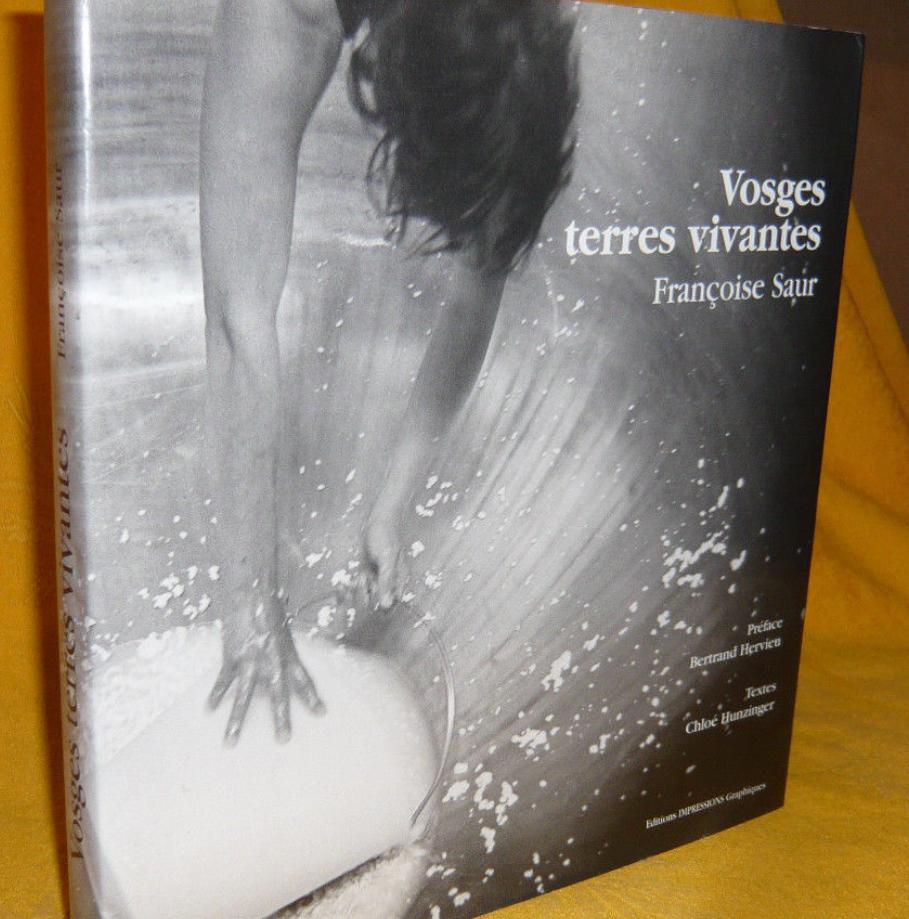 Vosges
terres vivantes
Françoise Saur
Préface
Bertrand Hervieu
Textes
Chloé Hunzinger
Editions IMPRESSIONS Graphiques
Vosges terres vivantes Françoise Saur